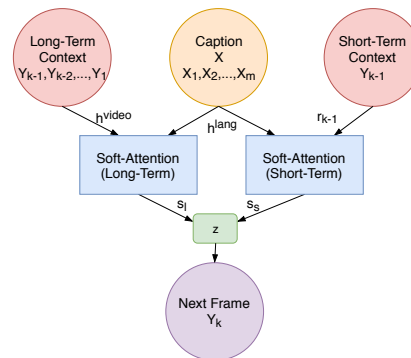 Long-Term
Context
Yk-1,Yk-2,...,Y1
Caption
X
X1,X2,...,Xm
Short-Term
Context
Yk-1
hvideo
hlang
rk-1
Soft-Attention
(Long-Term)
Soft-Attention
(Short-Term)
sl
ss
z
Next Frame
Yk